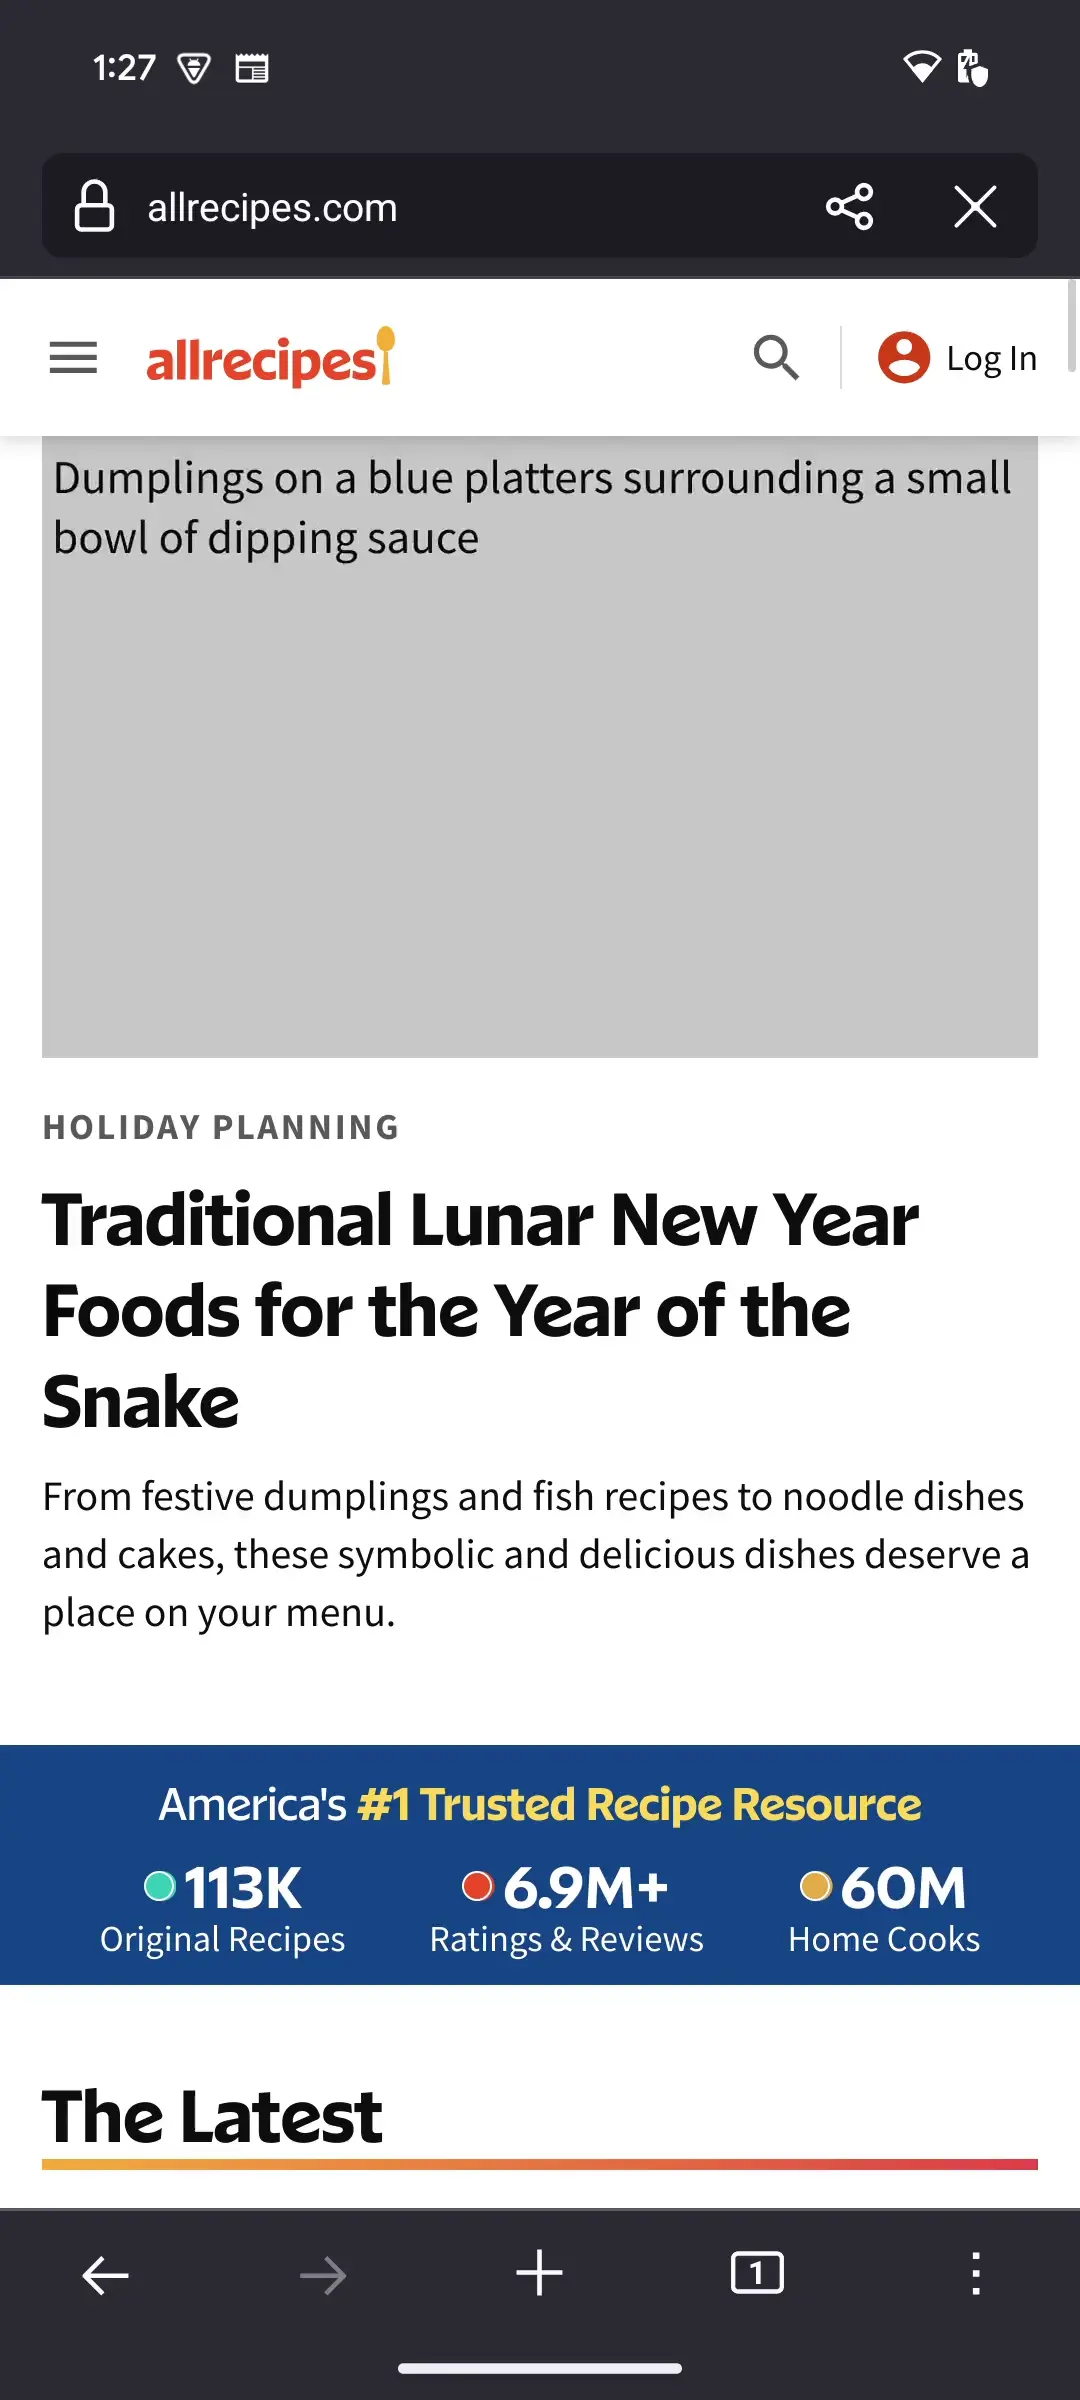 1:27
allrecipes.com
allrecipes
Log In
Dumplings on a blue platters surrounding a small
bowl of dipping sauce
HOLIDAY PLANNING
Traditional Lunar New Year
Foods for the Year of the
Snake
From festive dumplings and fish recipes to noodle dishes
and cakes, these symbolic and delicious dishes deserve a
place on your menu.
America's #1 Trusted Recipe Resource
113K
Original Recipes
6.9M+
Ratings & Reviews
60M
Home Cooks
The Latest
1